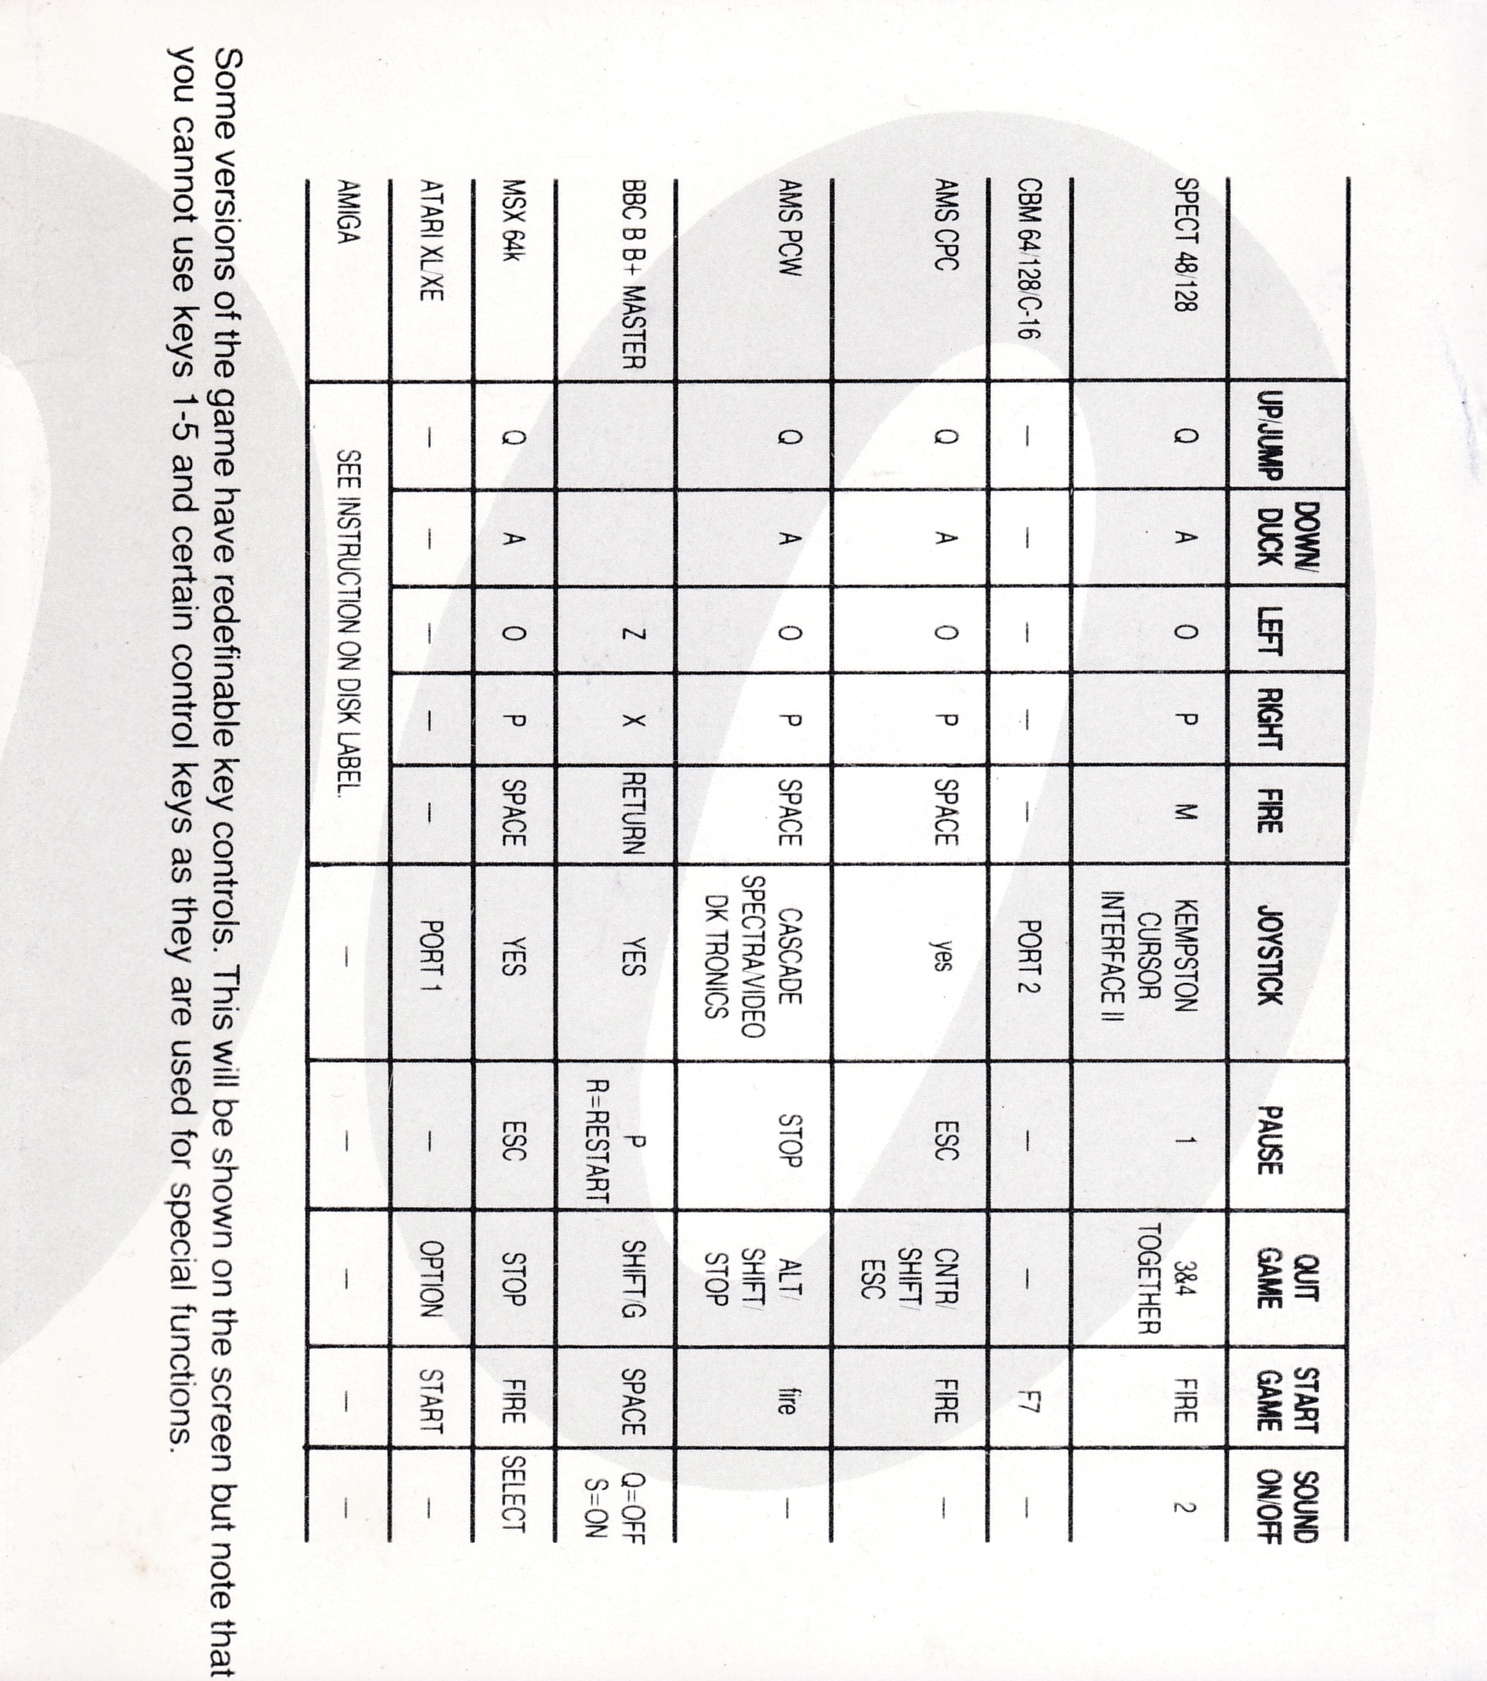 UP/JUMP DOWN/ DUCK LEFT RIGHT FIRE JOYSTICK PAUSE QUIT GAME START GAME SOUND ON/OFF
SPECT 48/128 Q A O P M KEMPSTON CURSOR INTERFACE II 1 3&4 TOGETHER FIRE 2
CBM 64/128/C-16 — — — — — PORT 2 — — F7 —
AMS CPC Q A O P SPACE yes ESC CNTR/ SHIFT/ ESC FIRE —
AMS PCW Q A O P SPACE CASCADE SPECTRA/VIDEO DK TRONICS STOP ALT/ SHIFT/ STOP fire —
BBC B B+ MASTER Z X RETURN YES P R=RESTART SHIFT/G SPACE Q=OFF S=ON
MSX 64k Q A O P SPACE YES ESC STOP FIRE SELECT
ATARI XL/XE — — — — — PORT 1 — OPTION START —
AMIGA SEE INSTRUCTION ON DISK LABEL. — — — — —
Some versions of the game have redefinable key controls. This will be shown on the screen but note that
you cannot use keys 1-5 and certain control keys as they are used for special functions.